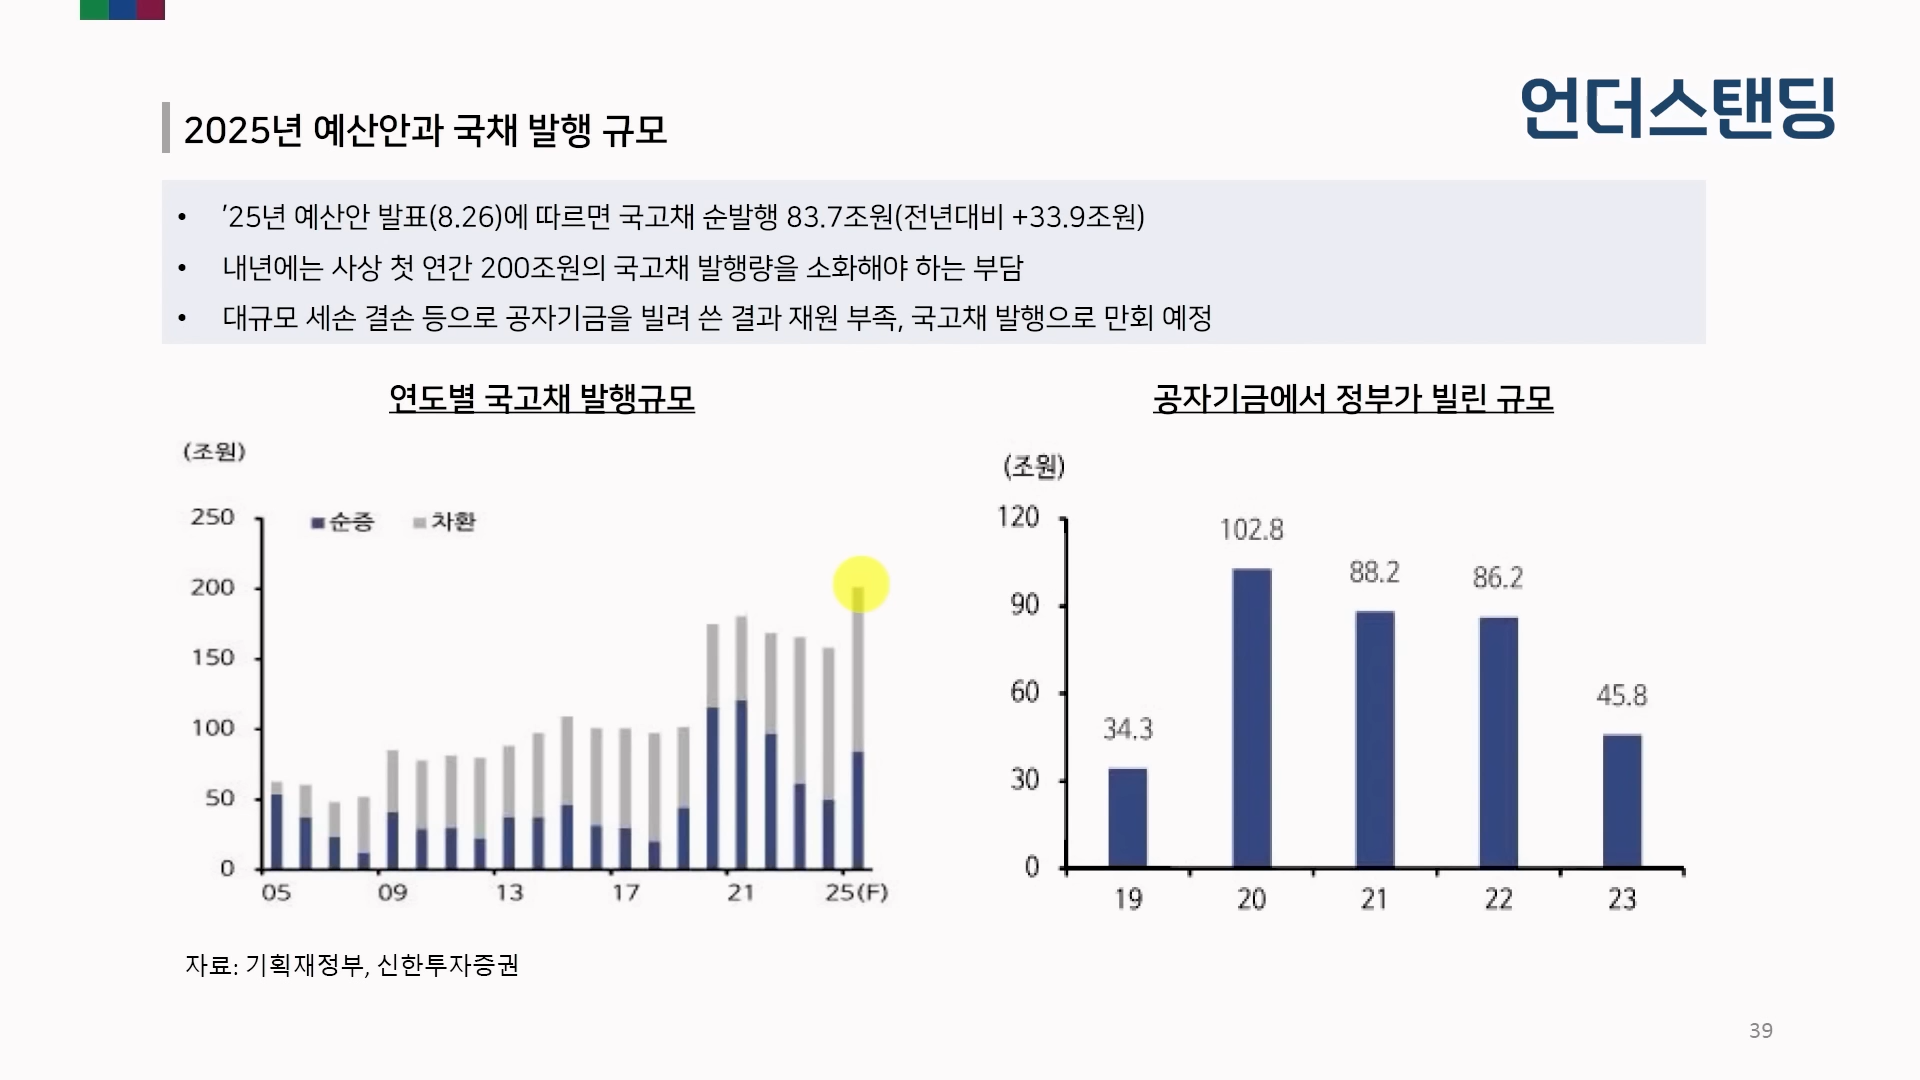 언더스탠딩
2025년 예산안과 국채 발행 규모
• ’25년 예산안 발표(8.26)에 따르면 국고채 순발행 83.7조원(전년대비 +33.9조원)
• 내년에는 사상 첫 연간 200조원의 국고채 발행량을 소화해야 하는 부담
• 대규모 세손 결손 등으로 공자기금을 빌려 쓴 결과 재원 부족, 국고채 발행으로 만회 예정
연도별 국고채 발행규모
(조원)
순증 차환
250
200
150
100
50
0
05 09 13 17 21 25(F)
공자기금에서 정부가 빌린 규모
(조원)
120
90
60
30
0
34.3
102.8
88.2
86.2
45.8
19 20 21 22 23
자료: 기획재정부, 신한투자증권
39